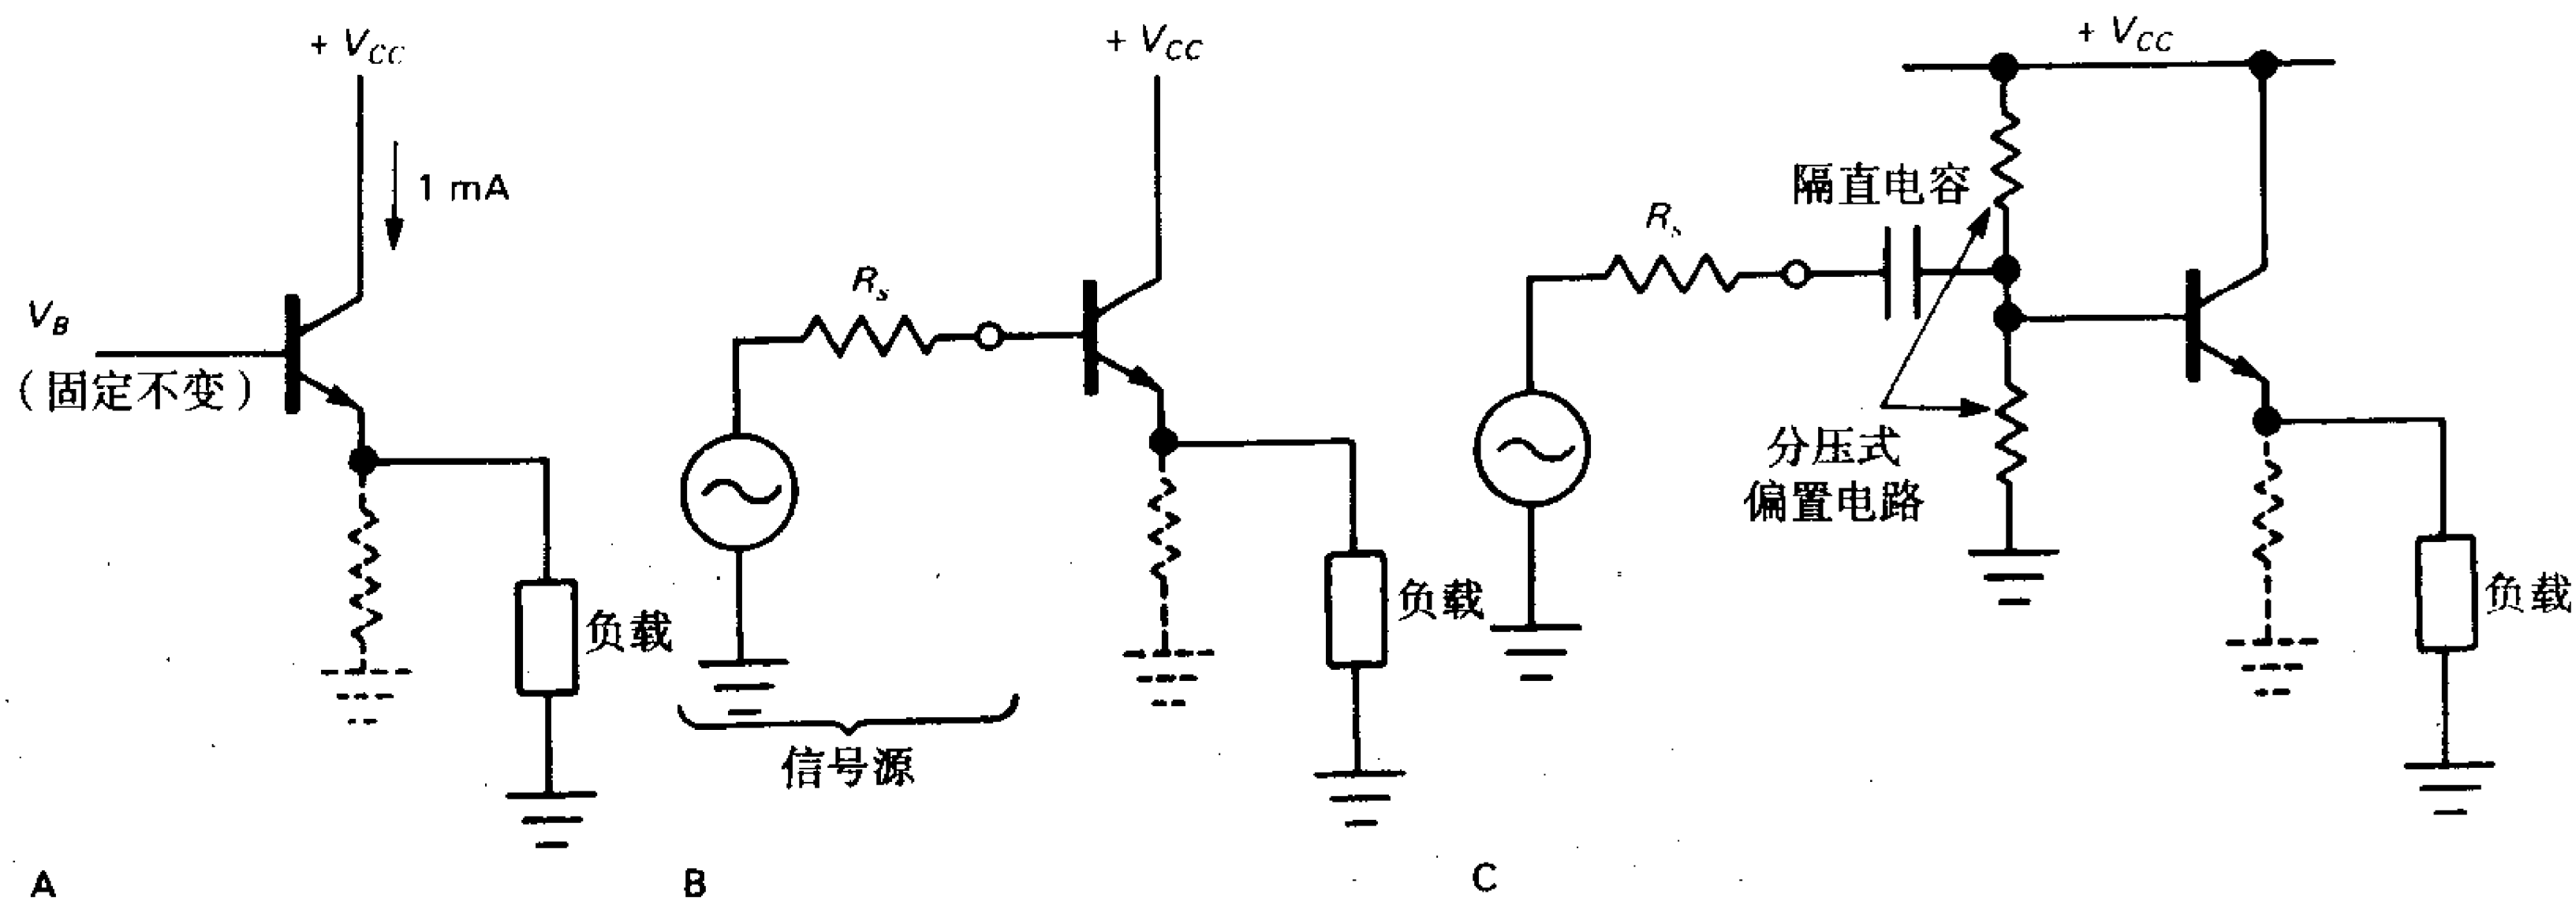 + VCC
1 mA
VB
（固定不变）
负载
A
+ VCC
Rs
负载
信号源
B
+ VCC
隔直电容
Rs
分压式
偏置电路
负载
C